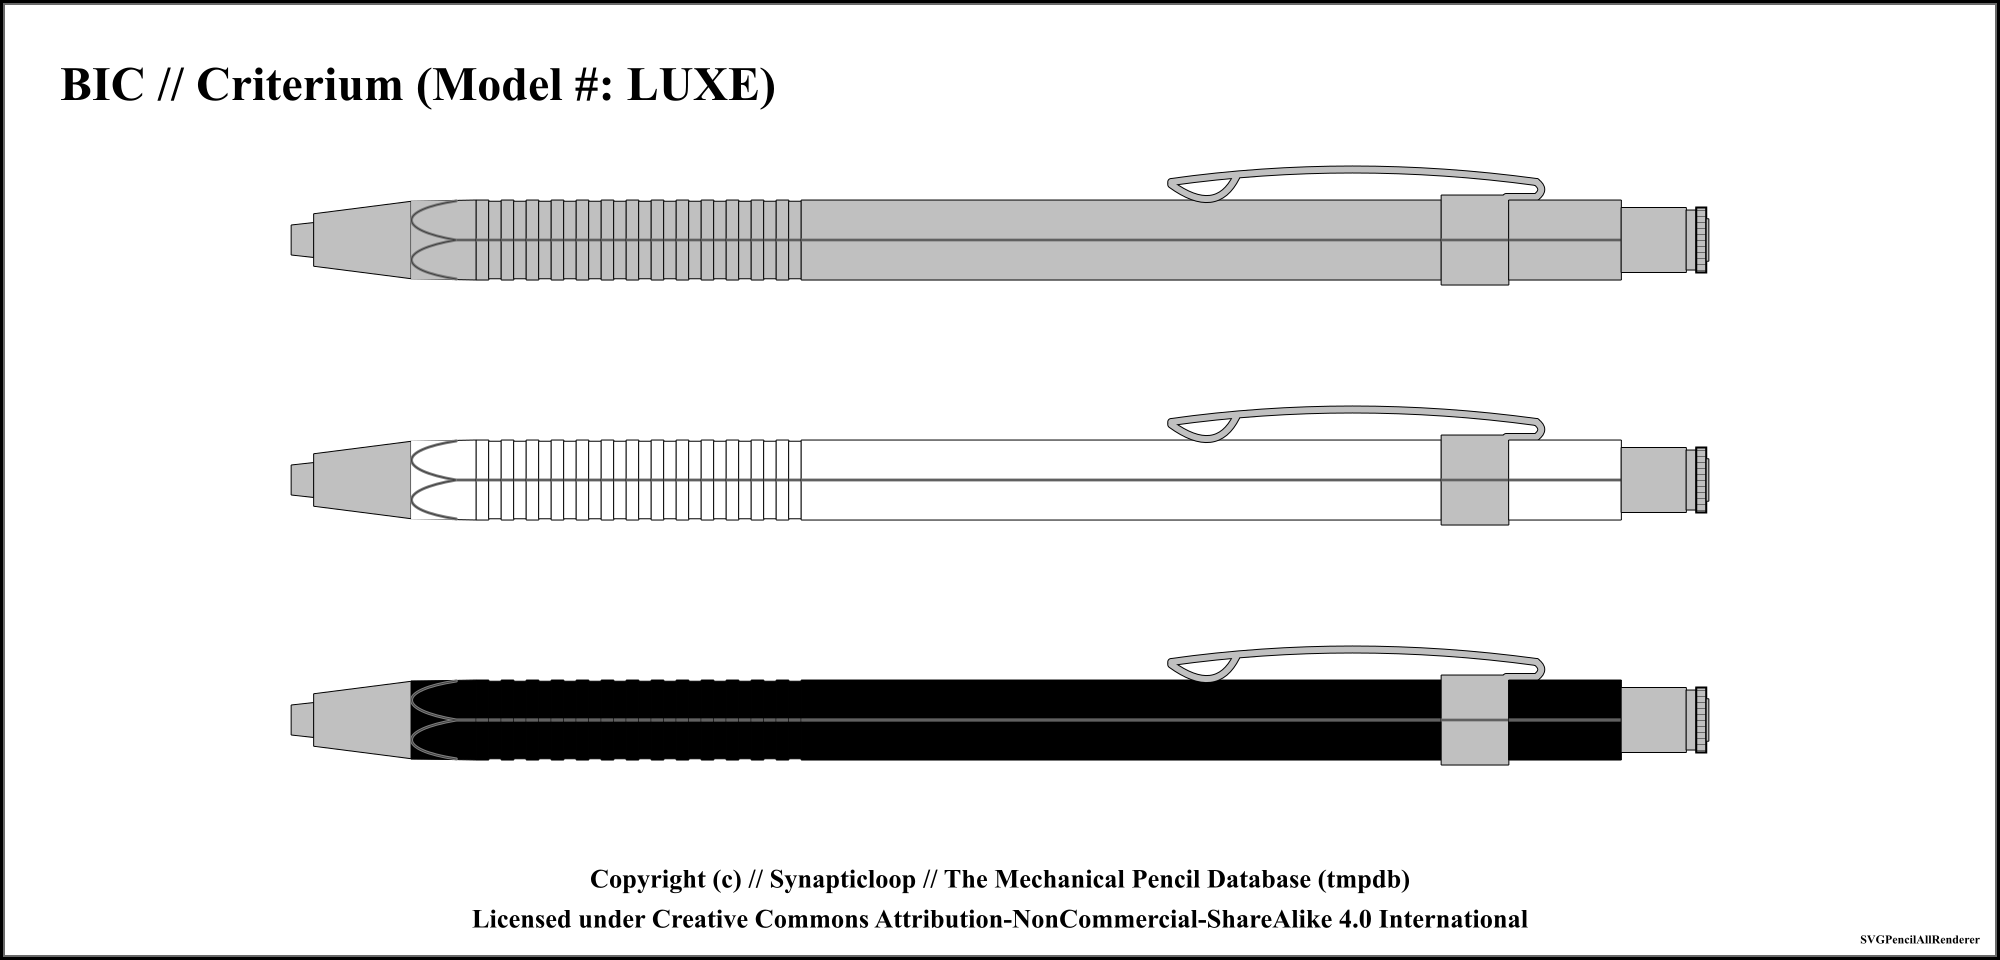 BIC // Criterium (Model #: LUXE)
Copyright (c) // Synapticloop // The Mechanical Pencil Database (tmpdb)
Licensed under Creative Commons Attribution-NonCommercial-ShareAlike 4.0 International
SVGPencilAllRenderer